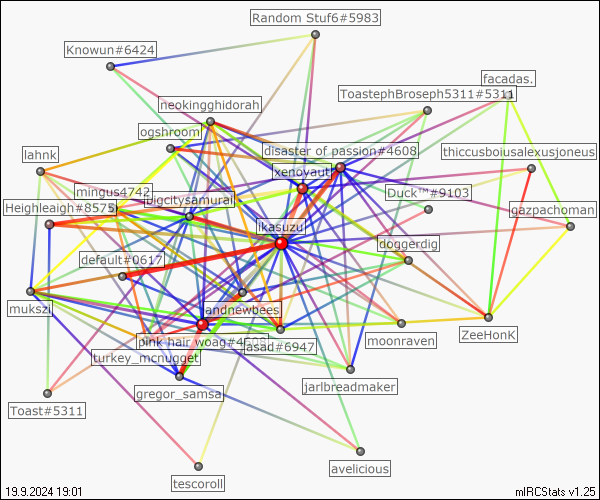 Random Stuf6#5983
Knowun#6424
facadas.
ToastephBroseph5311#5311
neokingghidorah
ogshroom
disaster of passion#4608
lahnk
thiccusboiusalexusjoneus
xenovaut
mingus4742
Duck™#9103
bigcitysamurai
Heighleigh#8575
gazpachoman
ikasuzu
doggerdig
default#0617
mukszi
andnewbees
ZeeHonK
pink hair woag#4608
moonraven
asad#6947
turkey_mcnugget
jarlbreadmaker
gregor_samsa
Toast#5311
avelicious
tescoroll
19.9.2024 19:01
mIRCStats v1.25